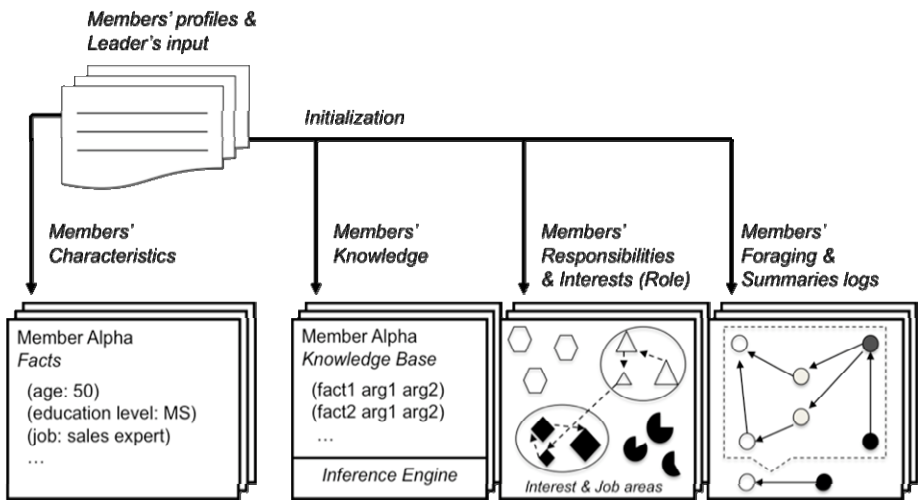 Members’ profiles &
Leader’s input
Initialization
Members’
Characteristics
Members’
Knowledge
Members’
Responsibilities
& Interests (Role)
Members’
Foraging &
Summaries logs
Member Alpha
Facts
(age: 50)
(education level: MS)
(job: sales expert)
…
Member Alpha
Knowledge Base
(fact1 arg1 arg2)
(fact2 arg1 arg2)
…
Inference Engine
Interest & Job areas